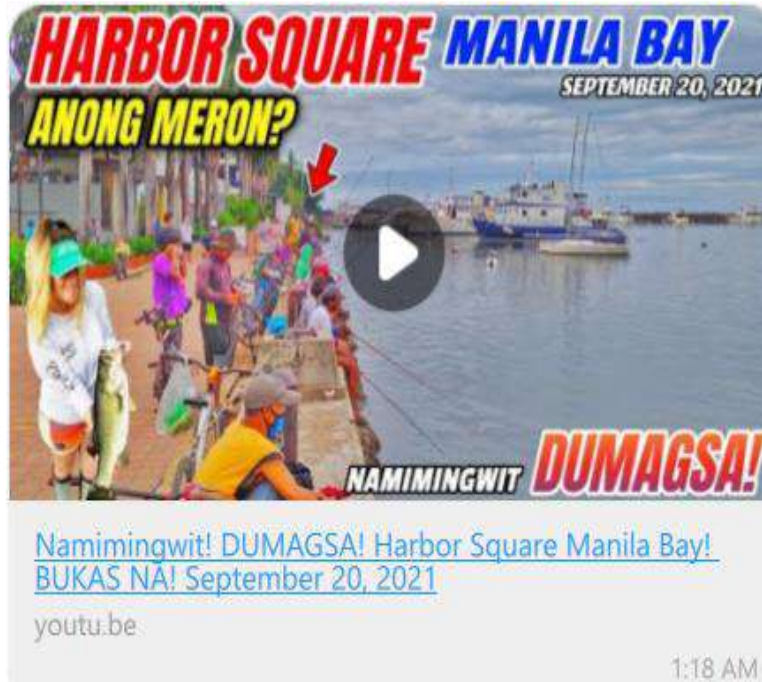 HARBOR SQUARE MANILA BAY
SEPTEMBER 20, 2021
ANONG MERON?
NAMIMINGWIT DUMAGSA!
Namimingwit! DUMAGSA! Harbor Square Manila Bay!
BUKAS NA! September 20, 2021
youtu.be
1:18 AM